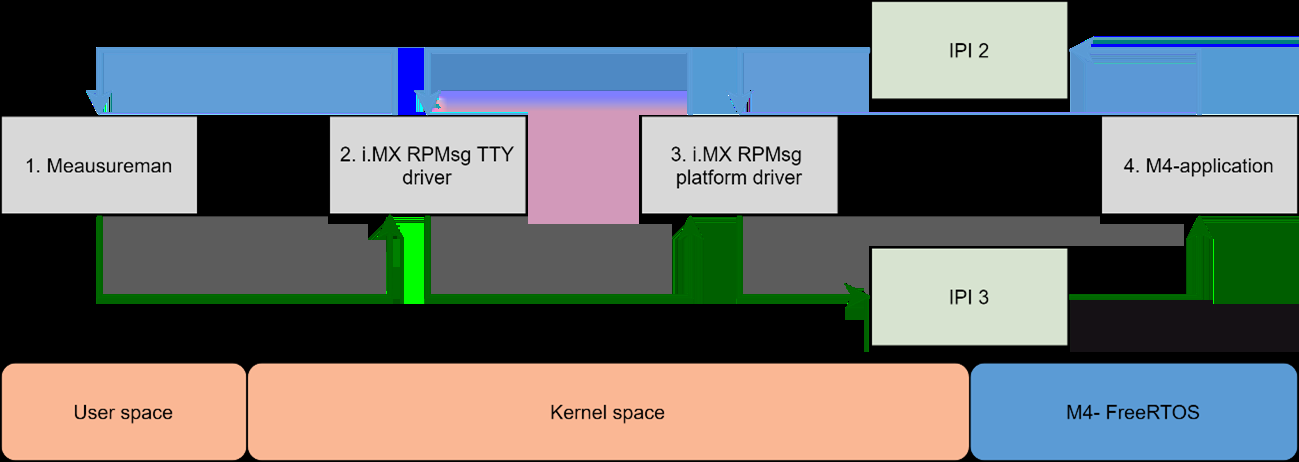 IPI 2
1. Meausureman
2. i.MX RPMsg TTY
driver
3. i.MX RPMsg
platform driver
4. M4-application
IPI 3
User space
Kernel space
M4- FreeRTOS